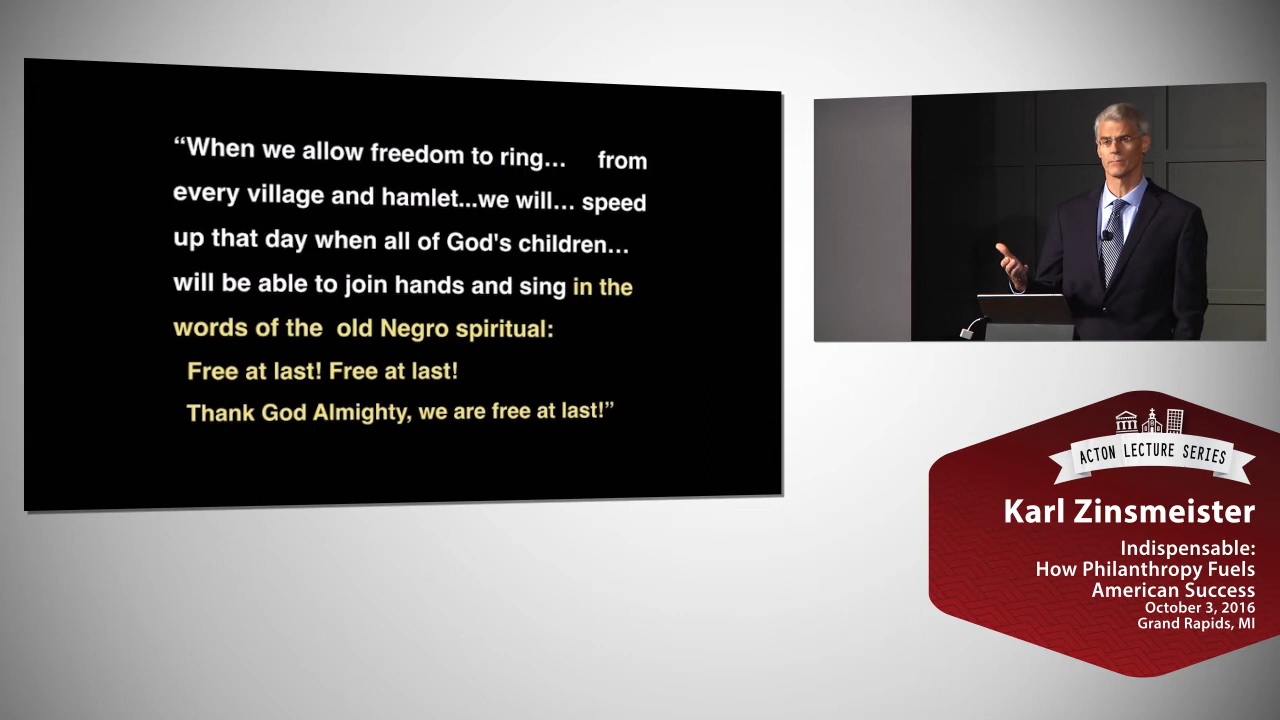 “When we allow freedom to ring… from
every village and hamlet...we will… speed
up that day when all of God's children…
will be able to join hands and sing in the
words of the old Negro spiritual:
Free at last! Free at last!
Thank God Almighty, we are free at last!”
ACTON LECTURE SERIES
Karl Zinsmeister
Indispensable:
How Philanthropy Fuels
American Success
October 3, 2016
Grand Rapids, MI